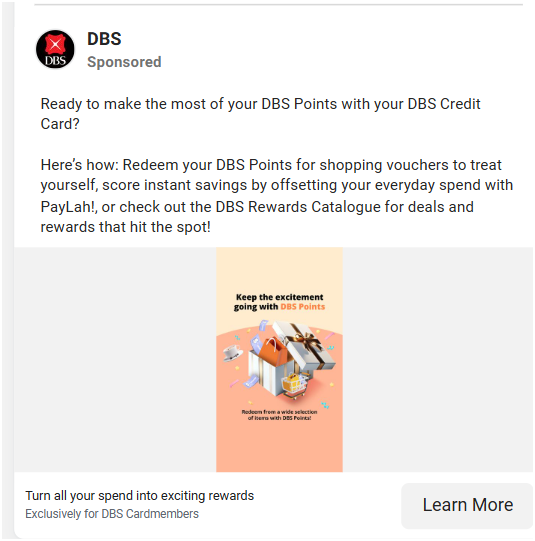 DBS
DBS
Sponsored
Ready to make the most of your DBS Points with your DBS Credit
Card?
Here’s how: Redeem your DBS Points for shopping vouchers to treat
yourself, score instant savings by offsetting your everyday spend with
PayLah!, or check out the DBS Rewards Catalogue for deals and
rewards that hit the spot!
Keep the excitement
going with DBS Points
Redeem from a wide selection
of items with DBS Points!
Turn all your spend into exciting rewards
Exclusively for DBS Cardmembers
Learn More